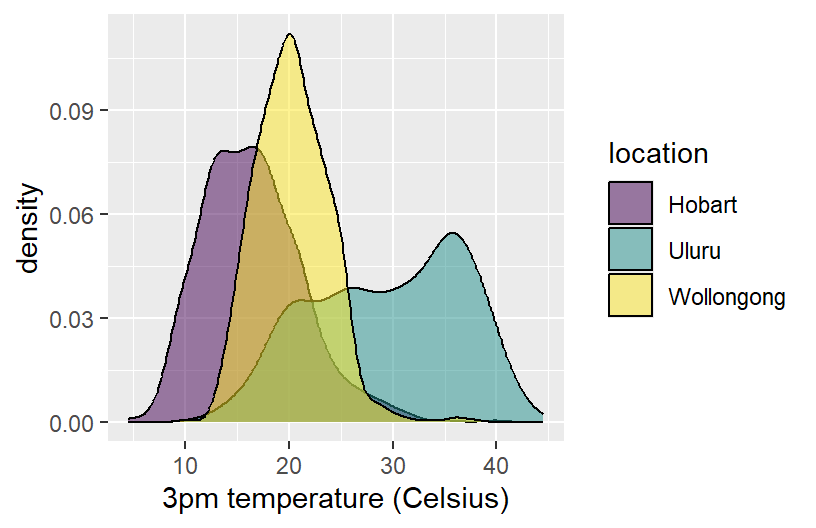 density
0.09
0.06
0.03
0.00
10 20 30 40
3pm temperature (Celsius)
location
Hobart
Uluru
Wollongong